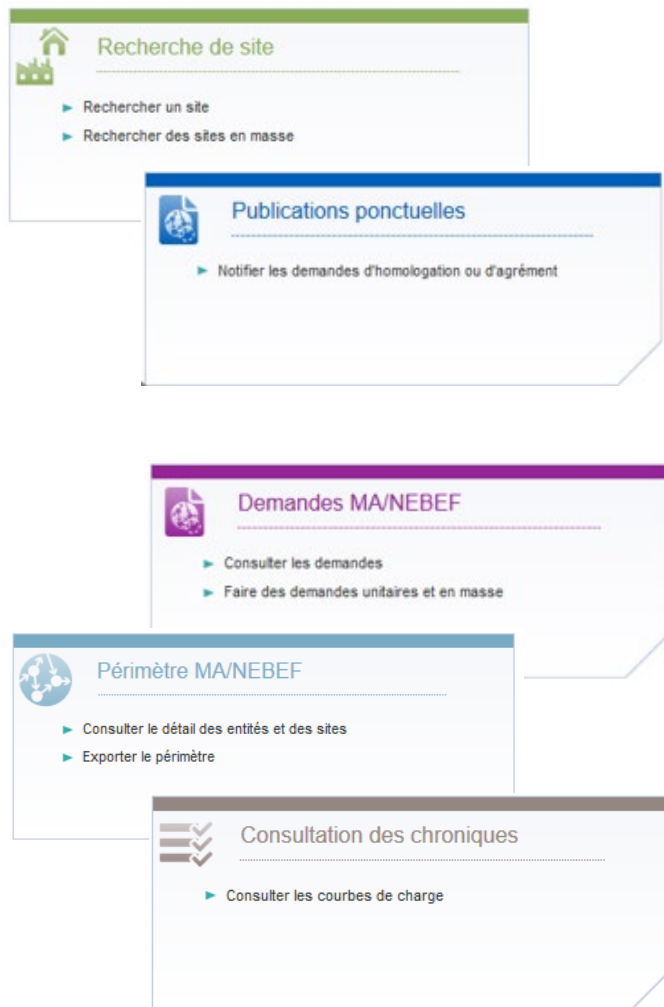 Recherche de site
Rechercher un site
Rechercher des sites en masse
Publications ponctuelles
Notifier les demandes d'homologation ou d'agrément
Demandes MA/NEBEF
Consulter les demandes
Faire des demandes unitaires et en masse
Périmètre MA/NEBEF
Consulter le détail des entités et des sites
Exporter le périmètre
Consultation des chroniques
Consulter les courbes de charge